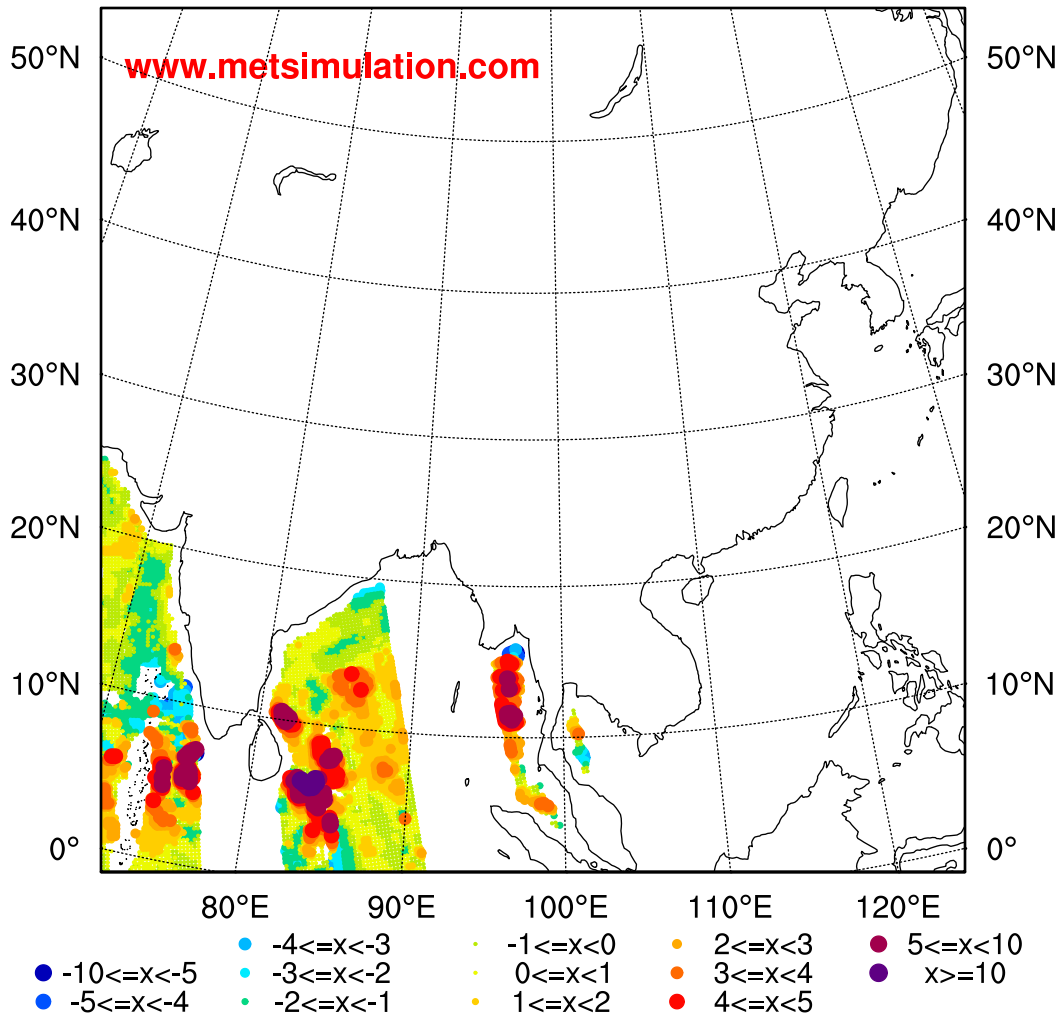 50°N 50°N
www.metsimulation.com
40°N 40°N
30°N 30°N
20°N 20°N
10°N 10°N
0° 0°
80°E 90°E 100°E 110°E 120°E
-4<=x<-3 -1<=x<0 2<=x<3 5<=x<10
-10<=x<-5 -3<=x<-2 0<=x<1 3<=x<4 x>=10
-5<=x<-4 -2<=x<-1 1<=x<2 4<=x<5